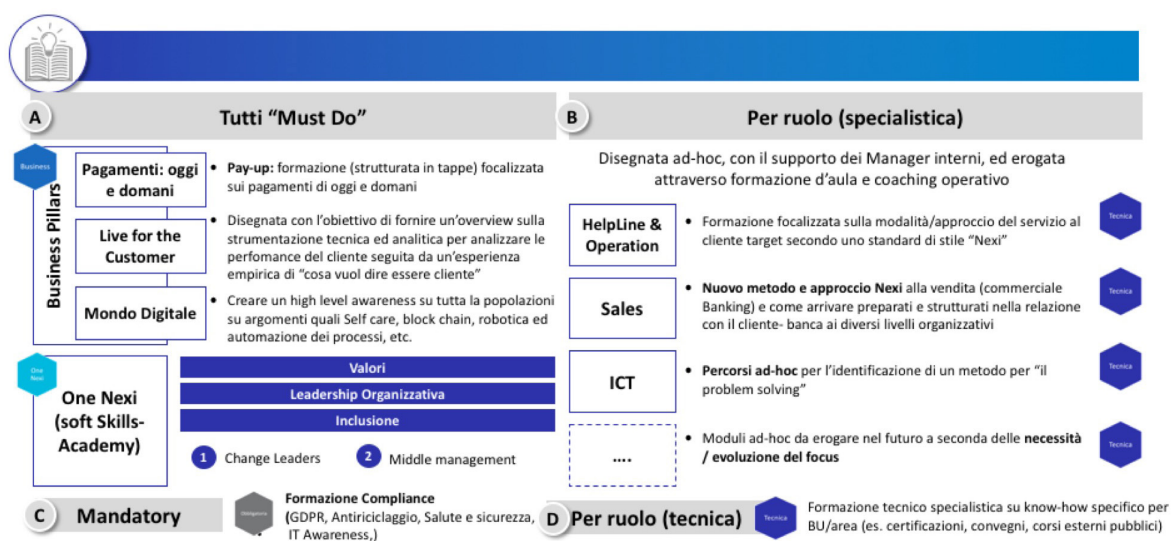 A
Tutti “Must Do”
Business
Business Pillars
Pagamenti: oggi
e domani
• Pay-up: formazione (strutturata in tappe) focalizzata
sui pagamenti di oggi e domani
Live for the
Customer
• Disegnata con l’obiettivo di fornire un’overview sulla
strumentazione tecnica ed analitica per analizzare le
perfomance del cliente seguita da un’esperienza
empirica di “cosa vuol dire essere cliente”
Mondo Digitale
• Creare un high level awareness su tutta la popolazioni
su argomenti quali Self care, block chain, robotica ed
automazione dei processi, etc.
One
Nexi
One Nexi
(soft Skills-
Academy)
Valori
Leadership Organizzativa
Inclusione
1 Change Leaders
2 Middle management
B
Per ruolo (specialistica)
Disegnata ad-hoc, con il supporto dei Manager interni, ed erogata
attraverso formazione d’aula e coaching operativo
HelpLine &
Operation
• Formazione focalizzata sulla modalità/approccio del servizio al
cliente target secondo uno standard di stile “Nexi”
Tecnica
Sales
• Nuovo metodo e approccio Nexi alla vendita (commerciale
Banking) e come arrivare preparati e strutturati nella relazione
con il cliente- banca ai diversi livelli organizzativi
Tecnica
ICT
• Percorsi ad-hoc per l’identificazione di un metodo per “il
problem solving”
Tecnica
....
• Moduli ad-hoc da erogare nel futuro a seconda delle necessità
/ evoluzione del focus
Tecnica
C
Mandatory
Obbligatoria
Formazione Compliance
(GDPR, Antiriciclaggio, Salute e sicurezza,
IT Awareness,)
D
Per ruolo (tecnica)
Tecnica
Formazione tecnico specialista su know-how specifico per
BU/area (es. certificazioni, convegni, corsi esterni pubblici)